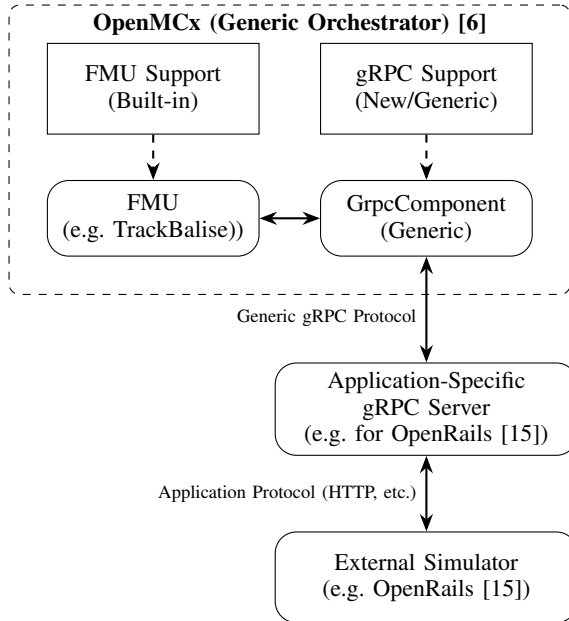 OpenMCx (Generic Orchestrator) [6]
FMU Support
(Built-in)
gRPC Support
(New/Generic)
FMU
(e.g. TrackBalise))
GrpcComponent
(Generic)
Generic gRPC Protocol
Application-Specific
gRPC Server
(e.g. for OpenRails [15])
Application Protocol (HTTP, etc.)
External Simulator
(e.g. OpenRails [15])